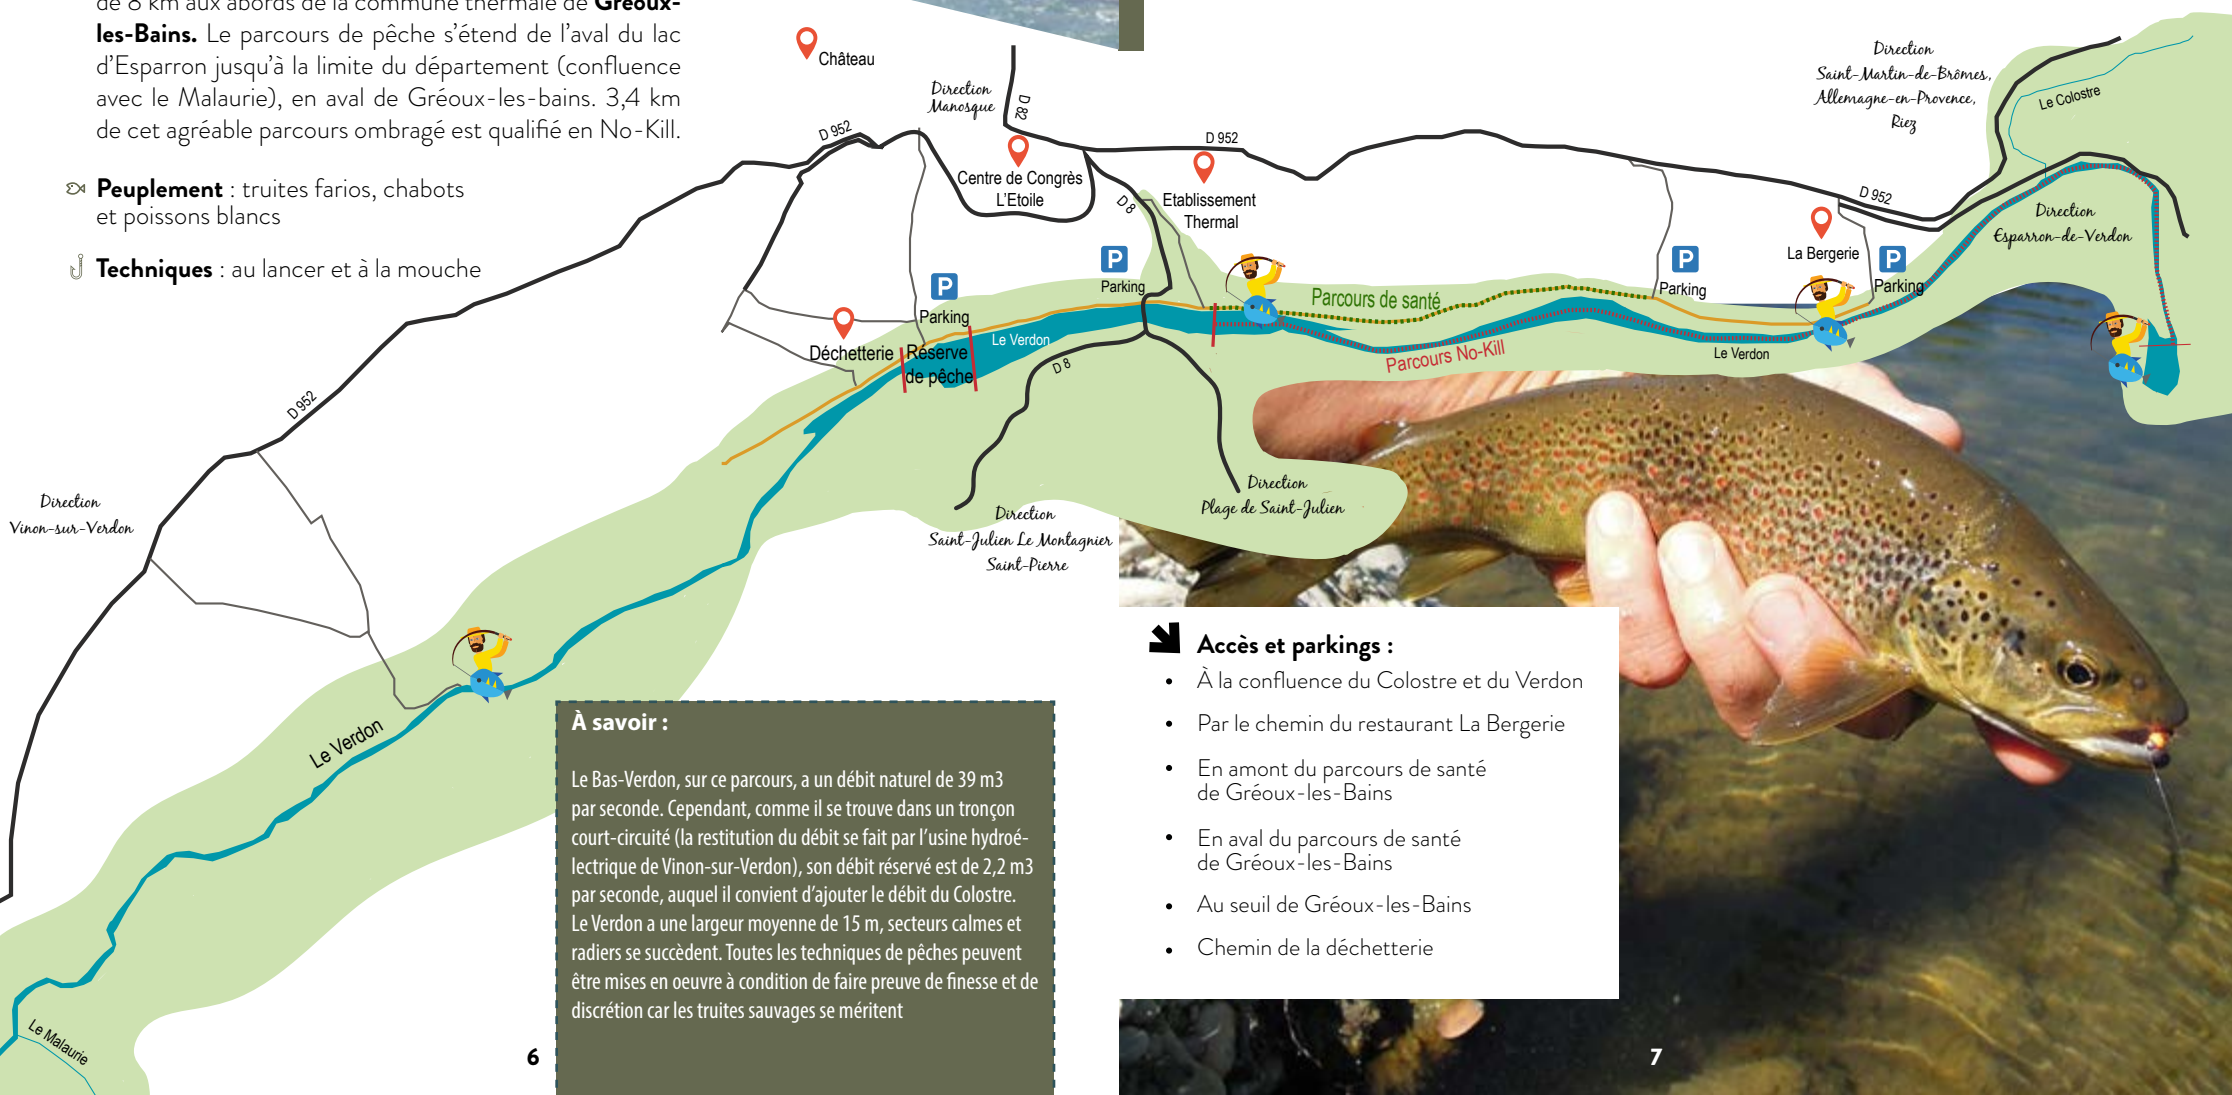 de 8 km aux abords de la commune thermale de Gréoux-
les-Bains. Le parcours de pêche s’étend de l’aval du lac
d’Esparron jusqu’à la limite du département (confluence
avec le Malaurie), en aval de Gréoux-les-bains. 3,4 km
de cet agréable parcours ombragé est qualifié en No-Kill.
Peuplement : truites farios, chabots
et poissons blancs
Techniques : au lancer et à la mouche
Château
Direction
Manosque
D 82
D 952
Centre de Congrès
L'Etoile
D 8
D 952
Etablissement
Thermal
Direction
Saint-Martin-de-Brômes,
Allemagne-en-Provence,
Riez
Le Colostre
D 952
Direction
Esparron-de-Verdon
La Bergerie
P
Parking
P
Parking
P
Parking
P
Parking
Parcours de santé
Parcours No-Kill
Le Verdon
Le Verdon
Déchetterie
Réserve
de pêche
D 8
D 952
Direction
Vinon-sur-Verdon
Direction
Saint-Julien Le Montagnier
Saint-Pierre
Direction
Plage de Saint-Julien
Le Verdon
Le Malaurie
À savoir :
Le Bas-Verdon, sur ce parcours, a un débit naturel de 39 m3
par seconde. Cependant, comme il se trouve dans un tronçon
court-circuité (la restitution du débit se fait par l’usine hydroé-
lectrique de Vinon-sur-Verdon), son débit réservé est de 2,2 m3
par seconde, auquel il convient d’ajouter le débit du Colostre.
Le Verdon a une largeur moyenne de 15 m, secteurs calmes et
radiers se succèdent. Toutes les techniques de pêches peuvent
être mises en oeuvre à condition de faire preuve de finesse et de
discrétion car les truites sauvages se méritent
6
Accès et parkings :
• À la confluence du Colostre et du Verdon
• Par le chemin du restaurant La Bergerie
• En amont du parcours de santé
de Gréoux-les-Bains
• En aval du parcours de santé
de Gréoux-les-Bains
• Au seuil de Gréoux-les-Bains
• Chemin de la déchetterie
7